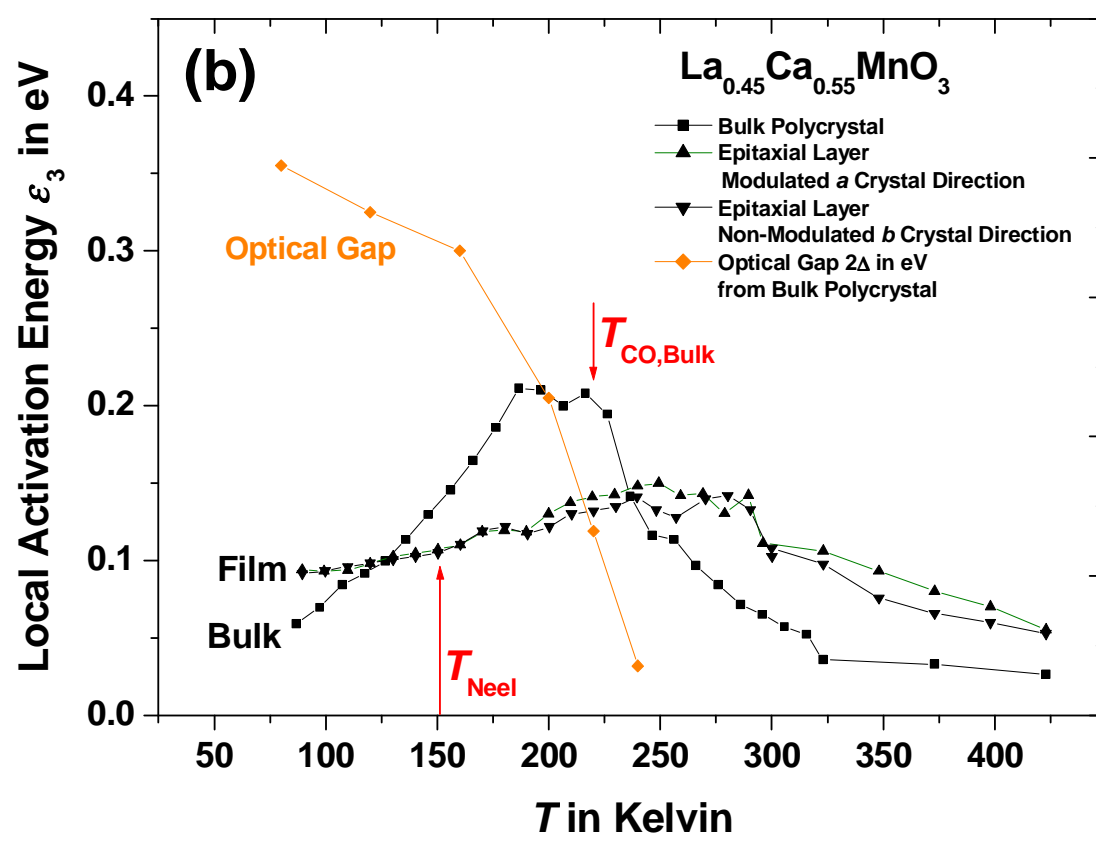 (b)
La0.45Ca0.55MnO3
Bulk Polycrystal
Epitaxial Layer
Modulated a Crystal Direction
Epitaxial Layer
Non-Modulated b Crystal Direction
Optical Gap 2Δ in eV
from Bulk Polycrystal
Optical Gap
TCO,Bulk
Film
Bulk
TNeel
Local Activation Energy ε3 in eV
0.4
0.3
0.2
0.1
0.0
50 100 150 200 250 300 350 400
T in Kelvin